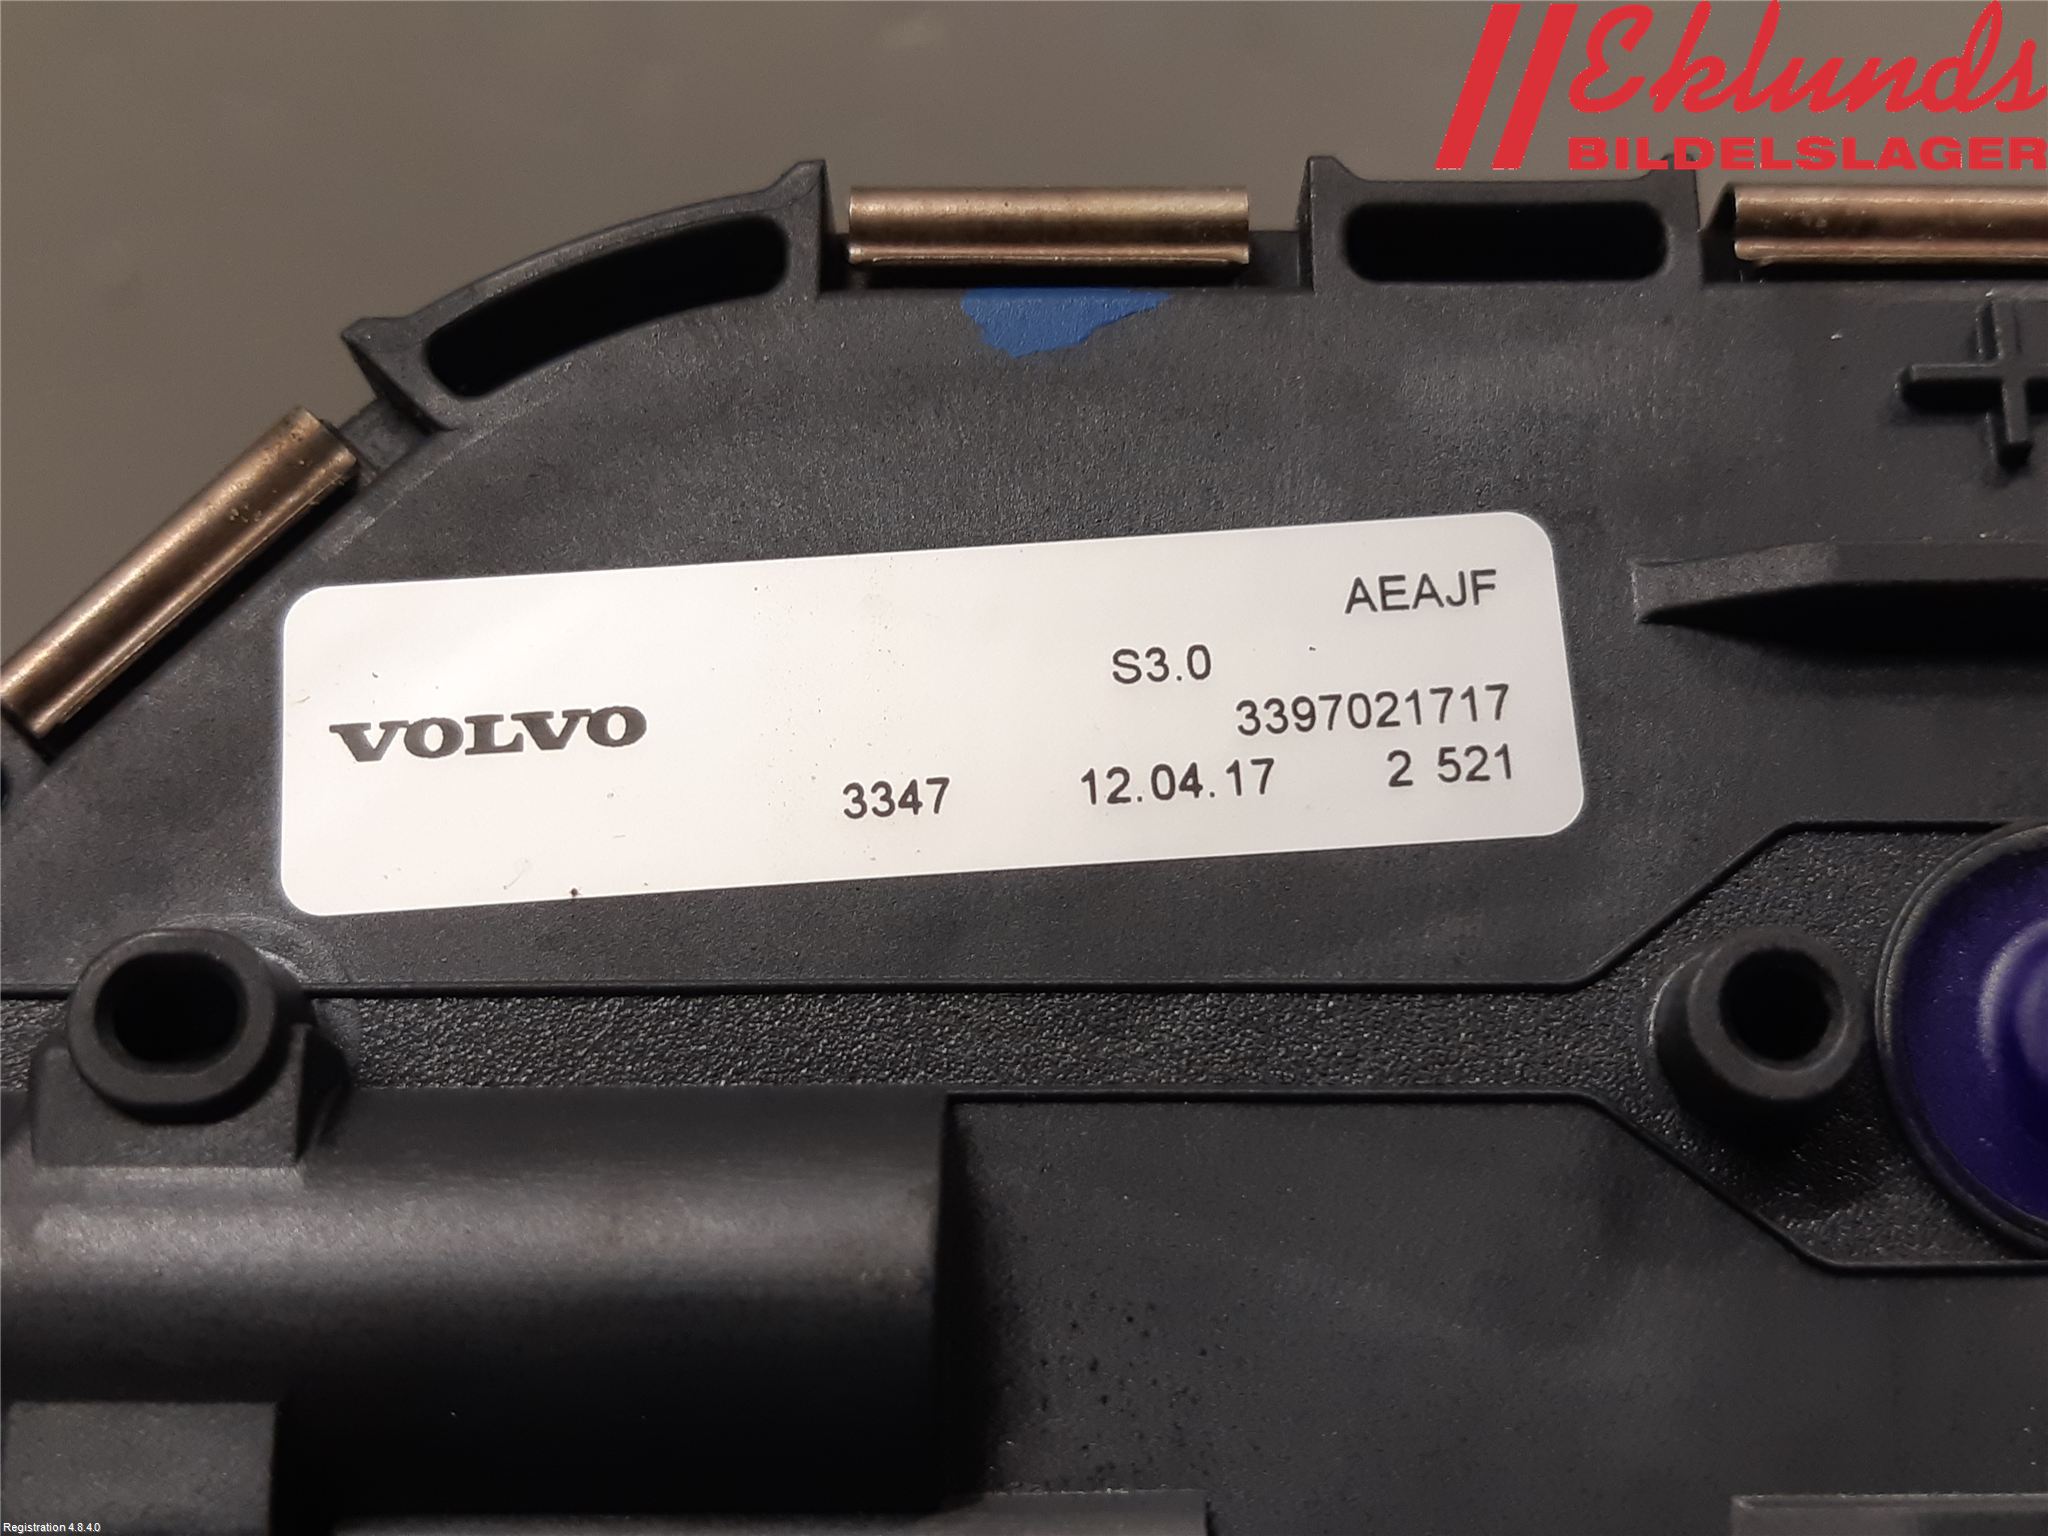 Eklunds
BILDELSLAGER
AEAJF
S3.0
3397021717
VOLVO
3347 12.04.17 2 521
Registration 4.8.4.0